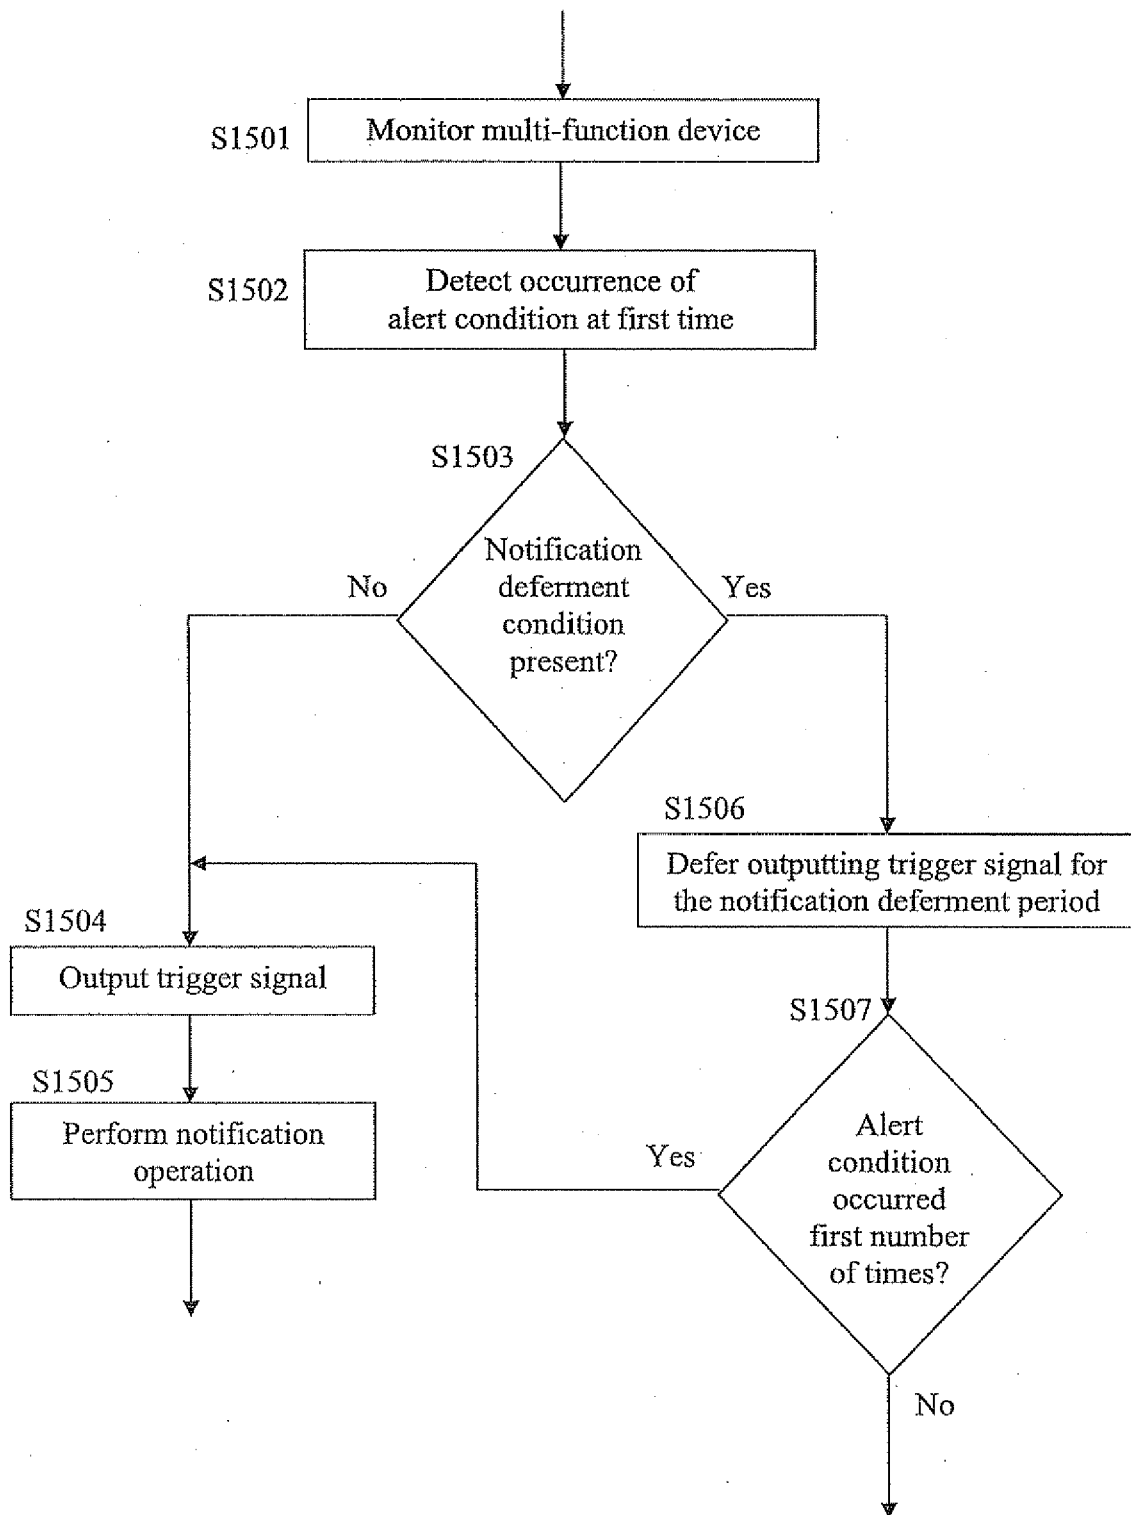 S1501
Monitor multi-function device
S1502
Detect occurrence of
alert condition at first time
S1503
Notification
deferment
condition
present?
No
Yes
S1506
Defer outputting trigger signal for
the notification deferment period
S1504
Output trigger signal
S1507
S1505
Perform notification
operation
Alert
condition
occurred
first number
of times?
Yes
No